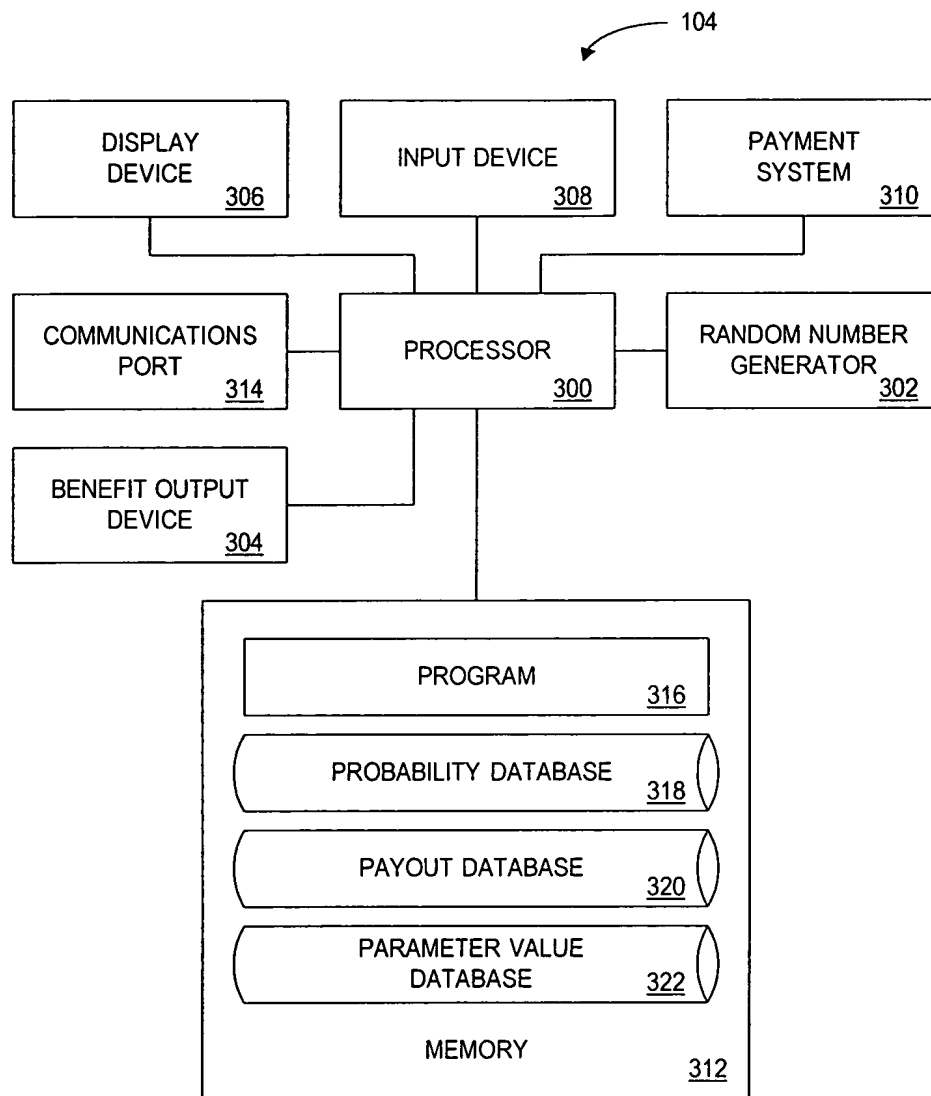 104
DISPLAY
DEVICE
306
INPUT DEVICE
308
PAYMENT
SYSTEM
310
COMMUNICATIONS
PORT
314
PROCESSOR
300
RANDOM NUMBER
GENERATOR
302
BENEFIT OUTPUT
DEVICE
304
PROGRAM
316
PROBABILITY DATABASE
318
PAYOUT DATABASE
320
PARAMETER VALUE
DATABASE
322
MEMORY
312